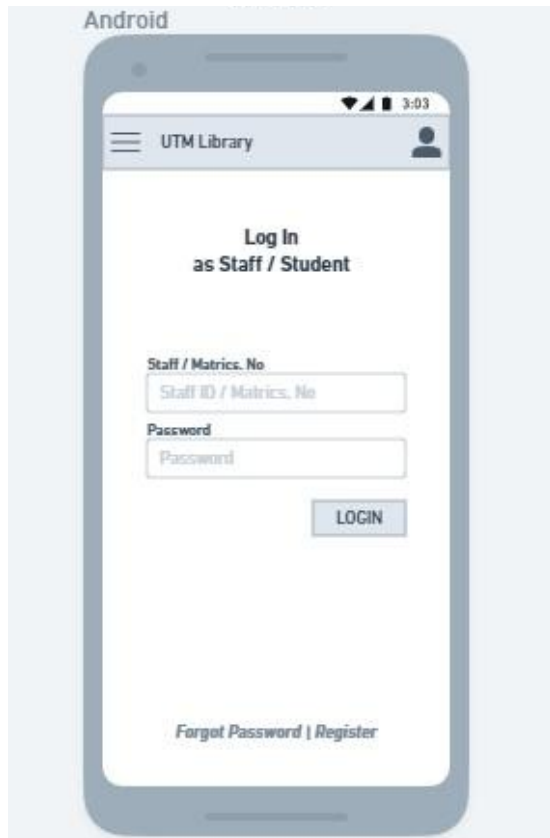 Android
3:03
UTM Library
Log In
as Staff / Student
Staff / Matrics. No
Staff ID / Matrics. No
Password
Password
LOGIN
Forgot Password | Register